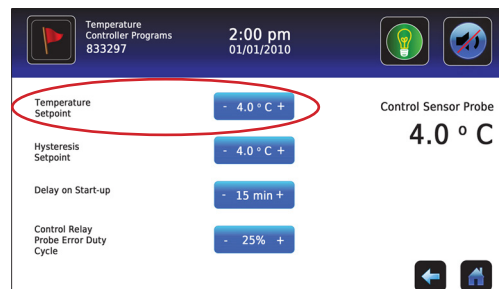 Temperature
Controller Programs
833297
2:00 pm
01/01/2010
Temperature
Setpoint
- 4.0 ° C +
Control Sensor Probe
4.0 ° C
Hysteresis
Setpoint
- 4.0 ° C +
Delay on Start-up
- 15 min +
Control Relay
Probe Error Duty
Cycle
- 25% +